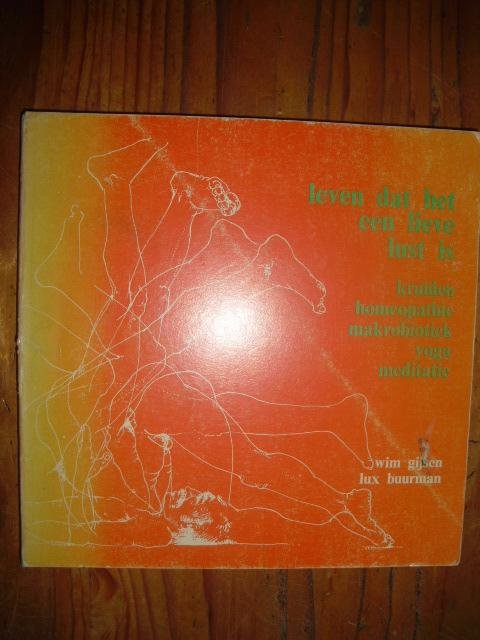 leven dat het
een lieve
lust is
kruiden
homeopathie
makrobiotiek
yoga
meditatie
wim gijsen
lux buurman